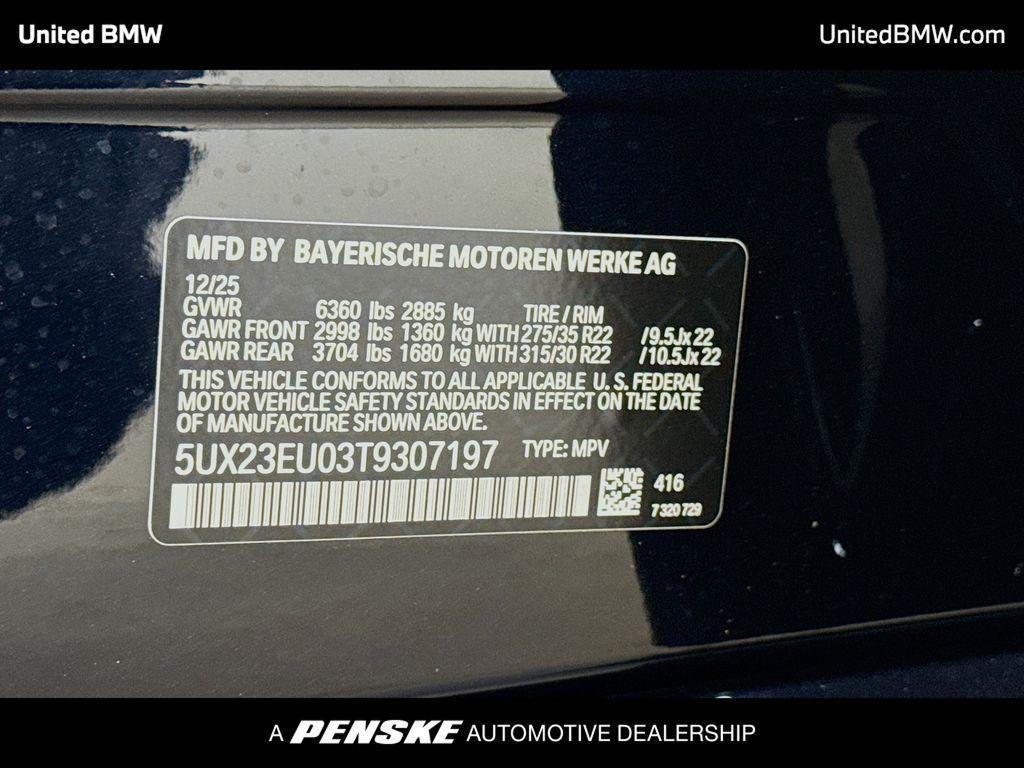 United BMW
UnitedBMW.com
MFD BY BAYERISCHE MOTOREN WERKE AG
12/25
GVWR 6360 lbs 2885 kg TIRE / RIM
GAWR FRONT 2998 lbs 1360 kg WITH 275/35 R22 /9.5Jx 22
GAWR REAR 3704 lbs 1680 kg WITH 315/30 R22 /10.5Jx 22
THIS VEHICLE CONFORMS TO ALL APPLICABLE U. S. FEDERAL
MOTOR VEHICLE SAFETY STANDARDS IN EFFECT ON THE DATE
OF MANUFACTURE SHOWN ABOVE.
5UX23EU03T9307197 TYPE: MPV
416
7 320 729
A PENSKE AUTOMOTIVE DEALERSHIP